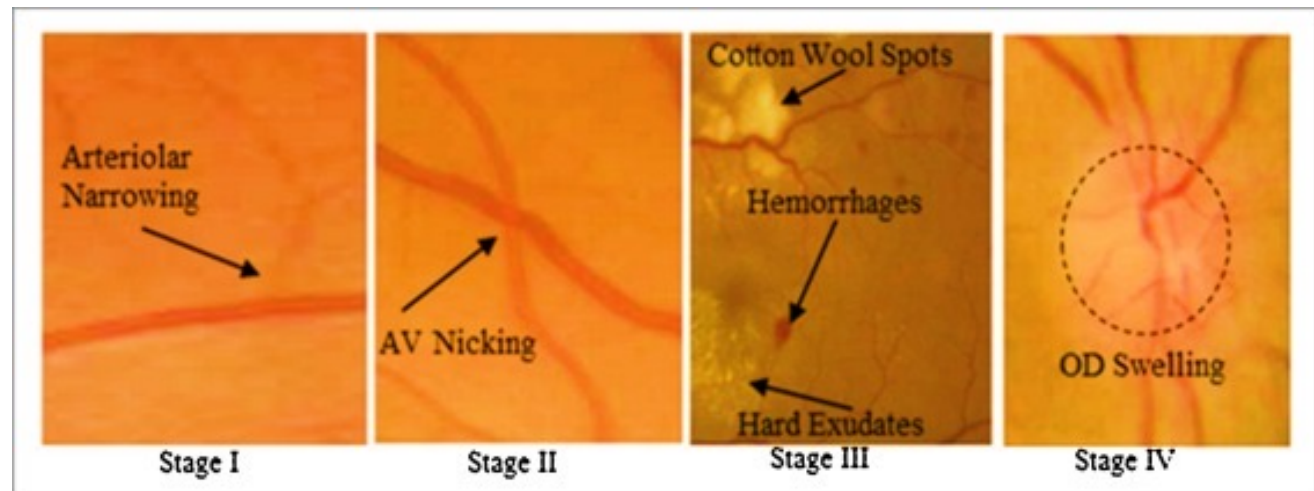 Arteriolar
Narrowing
Stage I
AV Nicking
Stage II
Cotton Wool Spots
Hemorrhages
Hard Exudates
Stage III
OD Swelling
Stage IV